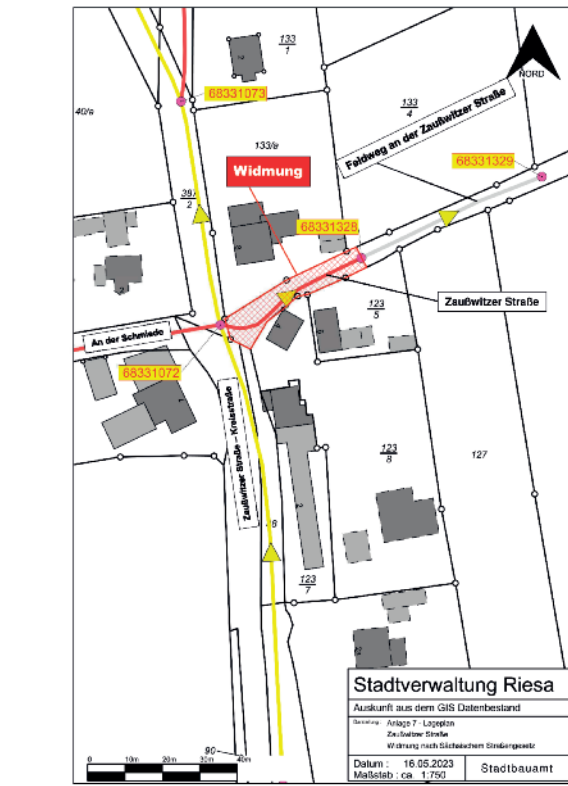 133
1
68331073
NORD
40/a
133
4
Feldweg an der Zaußwitzer Straße
133/a
68331329
Widmung
387
2
68331328
Zaußwitzer Straße
123
5
An der Schmiede
68331072
Zaußwitzer Straße – Kreisstraße
123
8
127
123
7
90
Stadtverwaltung Riesa
Auskunft aus dem GIS Datenbestand
Anlage 7 - Lageplan
Zaußwitzer Straße
Widmung nach Sächsischem Straßengesetz
Datum : 16.05.2023
Maßstab : ca. 1:750
Stadtbauamt
0 10m 20m 30m 40m